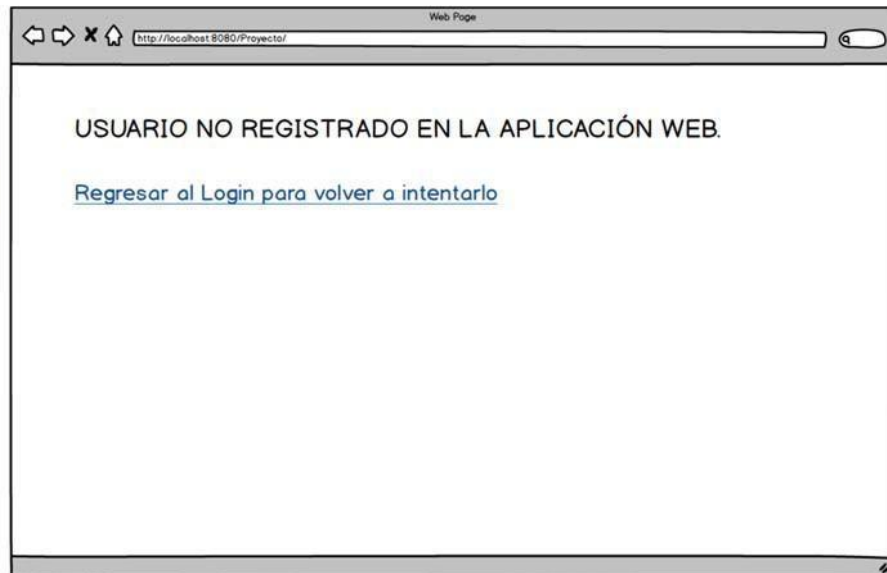 Web Page
http://localhost:8080/Proyecto/
USUARIO NO REGISTRADO EN LA APLICACIÓN WEB.
Regresar al Login para volver a intentarlo